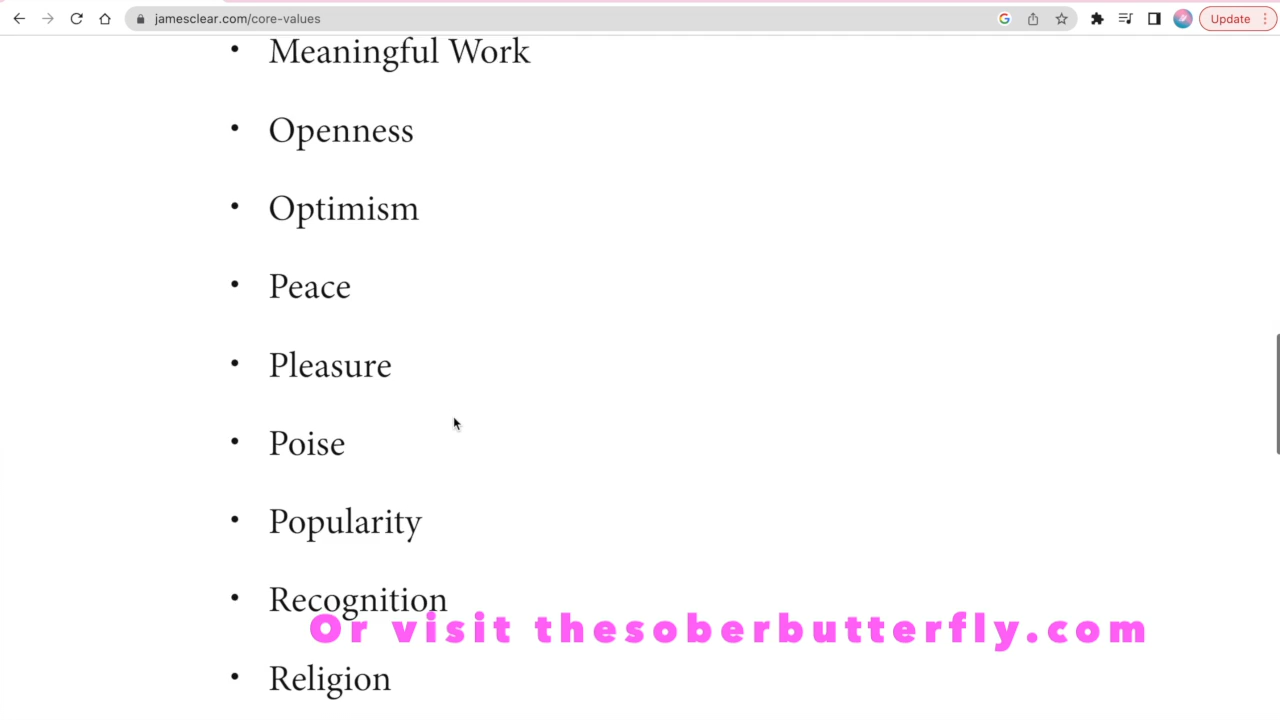 jamesclear.com/core-values
Update
• Meaningful Work
• Openness
• Optimism
• Peace
• Pleasure
• Poise
• Popularity
• Recognition
Or visit thesoberbutterfly.com
• Religion